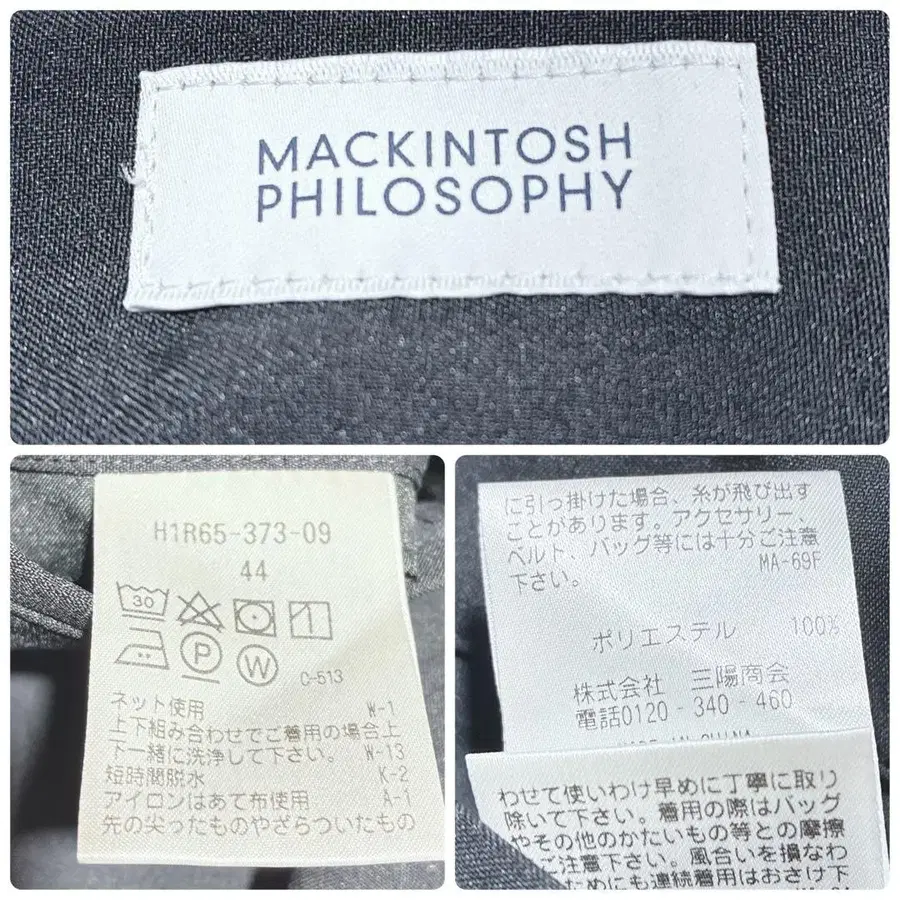 MACKINTOSH
PHILOSOPHY
H1R65-373-09
44
30
P
W
C-513
ネット使用 W-1
上下組み合わせでご着用の場合上
下一緒に洗浄して下さい。 W-13
短時間脱水 K-2
アイロンはあて布使用 A-1
先の尖ったものやざらついたもの
に引っ掛けた場合、糸が飛び出す
ことがあります。アクセサリー、
ベルト、バッグ等には十分ご注意
下さい。 MA-69F
ポリエステル 100%
株式会社 三陽商会
電話0120-340-460
MADE IN CHINA
わせて使いわけ早めに丁寧に取り
除いて下さい。着用の際はバッグ
やその他のかたいもの等との摩擦
ご注意下さい。風合いを損なわ
ためにも連続着用はおさけ下